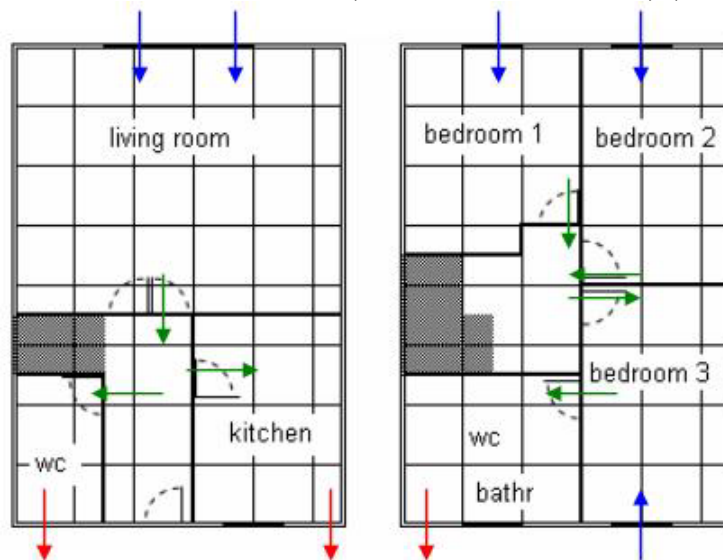 living room
kitchen
wc
bedroom 1
bedroom 2
bedroom 3
wc
bathr